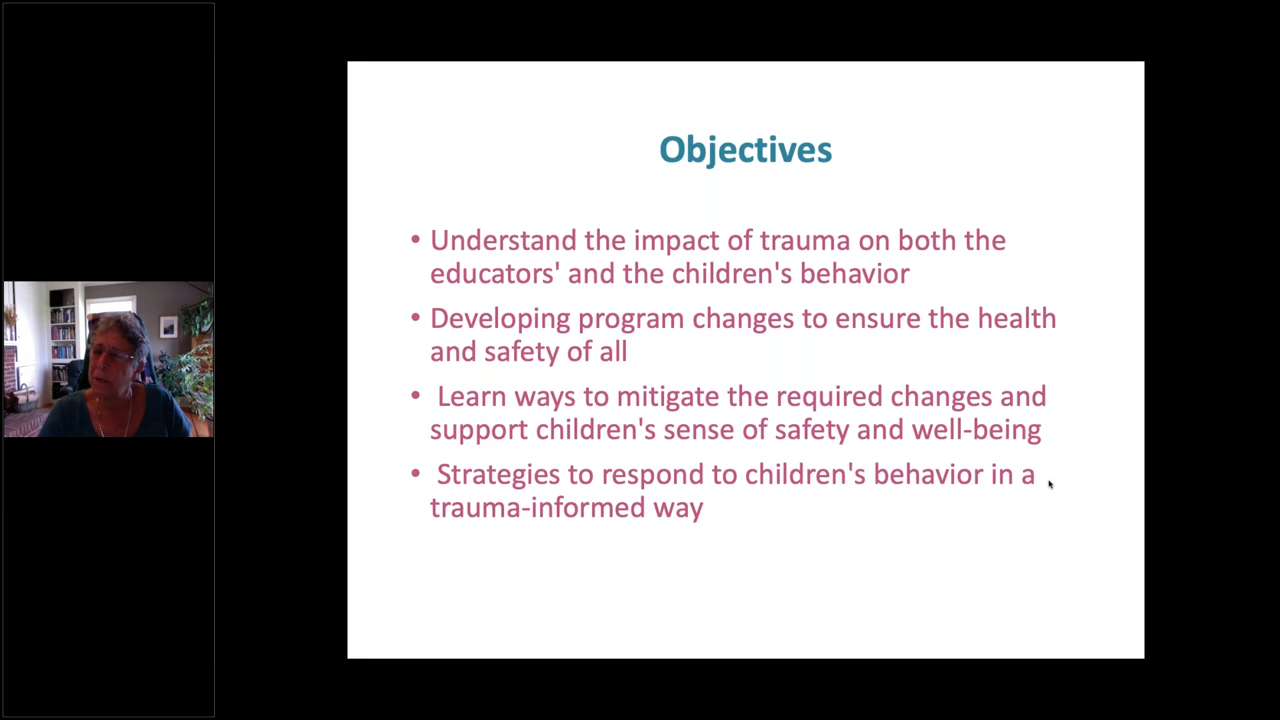 Objectives
• Understand the impact of trauma on both the
educators' and the children's behavior
• Developing program changes to ensure the health
and safety of all
• Learn ways to mitigate the required changes and
support children's sense of safety and well-being
• Strategies to respond to children's behavior in a
trauma-informed way